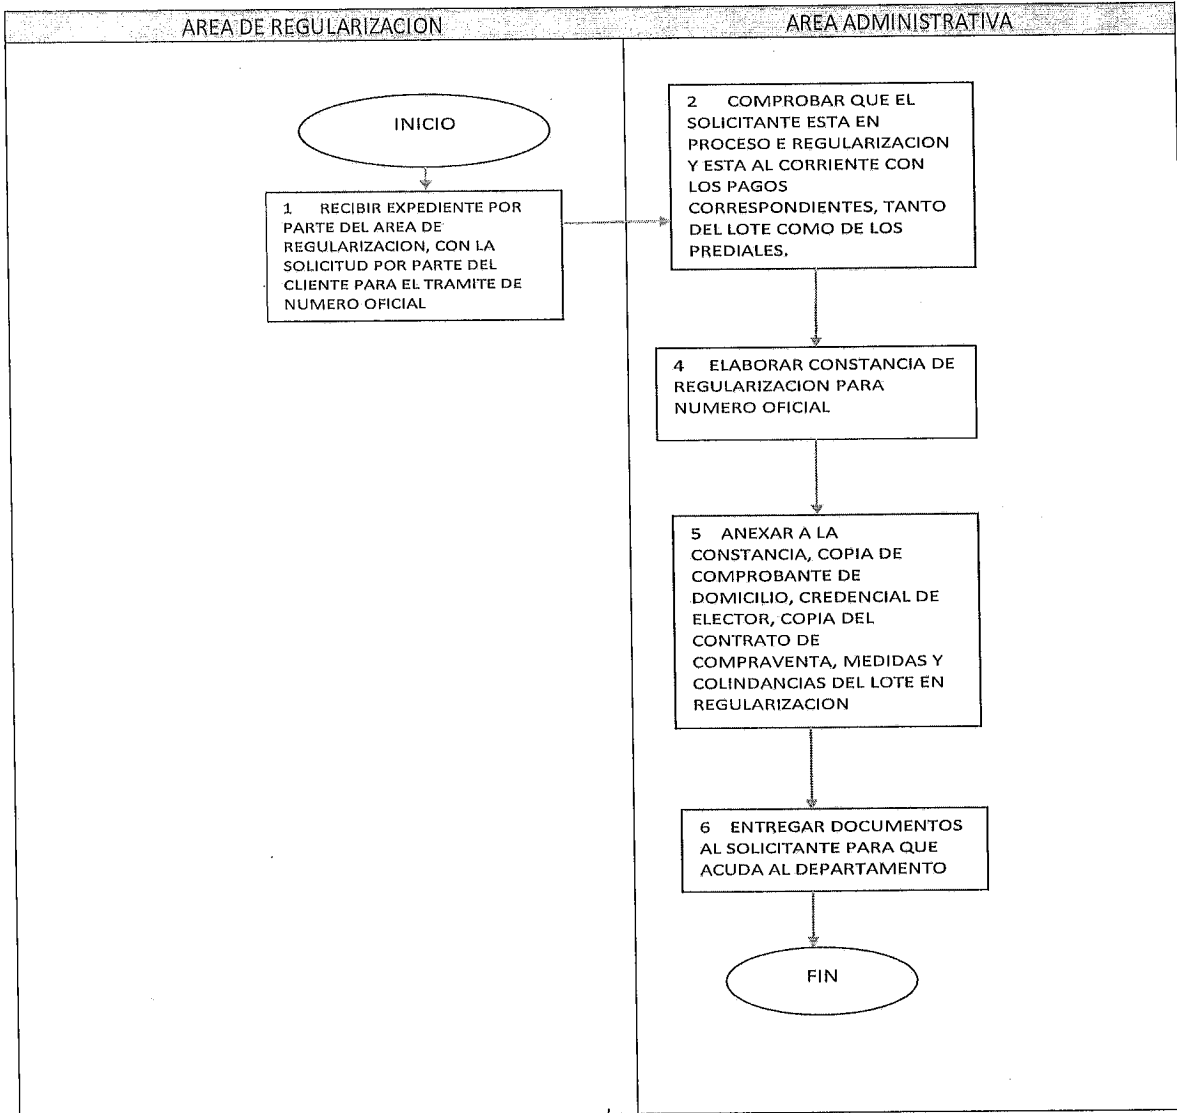 AREA DE REGULARIZACION
AREA ADMINISTRATIVA
INICIO
1 RECIBIR EXPEDIENTE POR
PARTE DEL AREA DE
REGULARIZACION, CON LA
SOLICITUD POR PARTE DEL
CLIENTE PARA EL TRAMITE DE
NUMERO OFICIAL
2 COMPROBAR QUE EL
SOLICITANTE ESTA EN
PROCESO E REGULARIZACION
Y ESTA AL CORRIENTE CON
LOS PAGOS
CORRESPONDIENTES, TANTO
DEL LOTE COMO DE LOS
PREDIALES.
4 ELABORAR CONSTANCIA DE
REGULARIZACION PARA
NUMERO OFICIAL
5 ANEXAR A LA
CONSTANCIA, COPIA DE
COMPROBANTE DE
DOMICILIO, CREDENCIAL DE
ELECTOR, COPIA DEL
CONTRATO DE
COMPRAVENTA, MEDIDAS Y
COLINDANCIAS DEL LOTE EN
REGULARIZACION
6 ENTREGAR DOCUMENTOS
AL SOLICITANTE PARA QUE
ACUDA AL DEPARTAMENTO
FIN